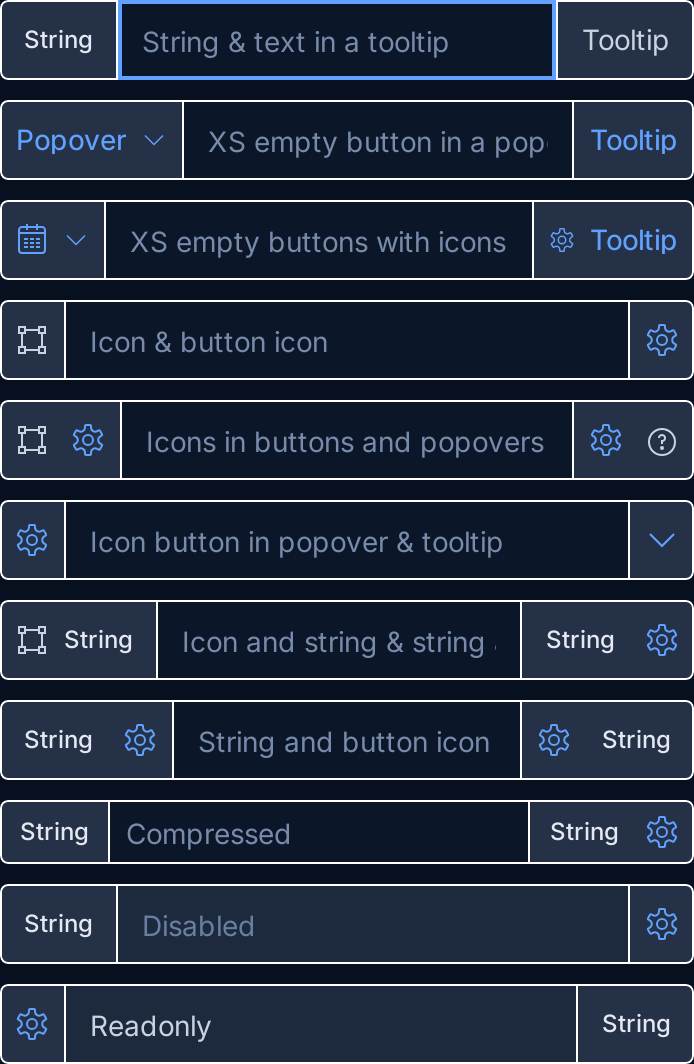 String String & text in a tooltip Tooltip
Popover XS empty button in a pop Tooltip
XS empty buttons with icons Tooltip
Icon & button icon
Icons in buttons and popovers
Icon button in popover & tooltip
String Icon and string & string String
String String and button icon String
String Compressed String
String Disabled
Readonly String